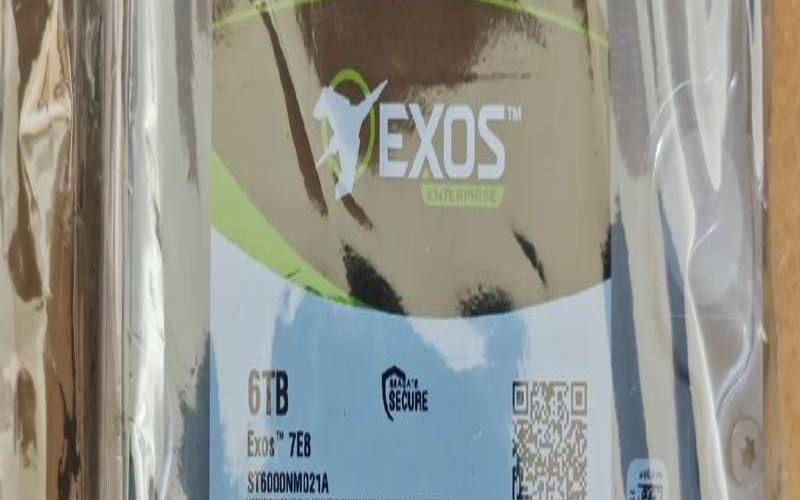 EXOS™
ENTERPRISE
6TB
SEAGATE
SECURE
Exos™ 7E8
ST6000NM021A